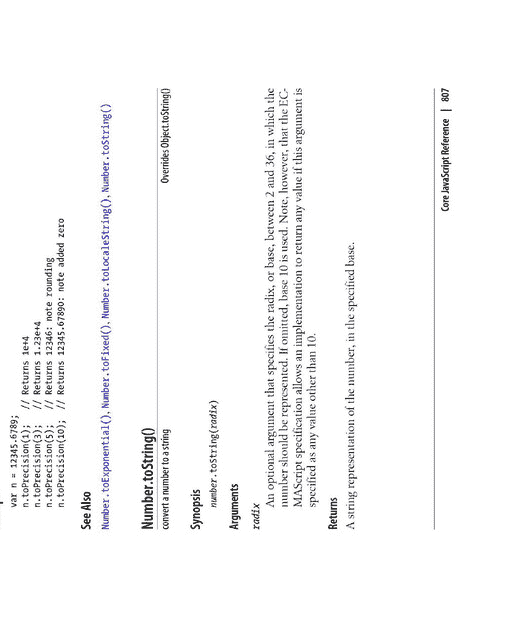 var n = 12345.6789;
n.toPrecision(1);   // Returns 1e+4
n.toPrecision(3);   // Returns 1.23e+4
n.toPrecision(5);   // Returns 12346: note rounding
n.toPrecision(10);  // Returns 12345.67890: note added zero
See Also
Number.toExponential(), Number.toFixed(), Number.toLocaleString(), Number.toString()
Number.toString()
convert a number to a string Overrides Object.toString()
Synopsis
number.toString(radix)
Arguments
radix
An optional argument that specifies the radix, or base, between 2 and 36, in which the
number should be represented. If omitted, base 10 is used. Note, however, that the EC-
MAScript specification allows an implementation to return any value if this argument is
specified as any value other than 10.
Returns
A string representation of the number, in the specified base.
Core JavaScript Reference | 807